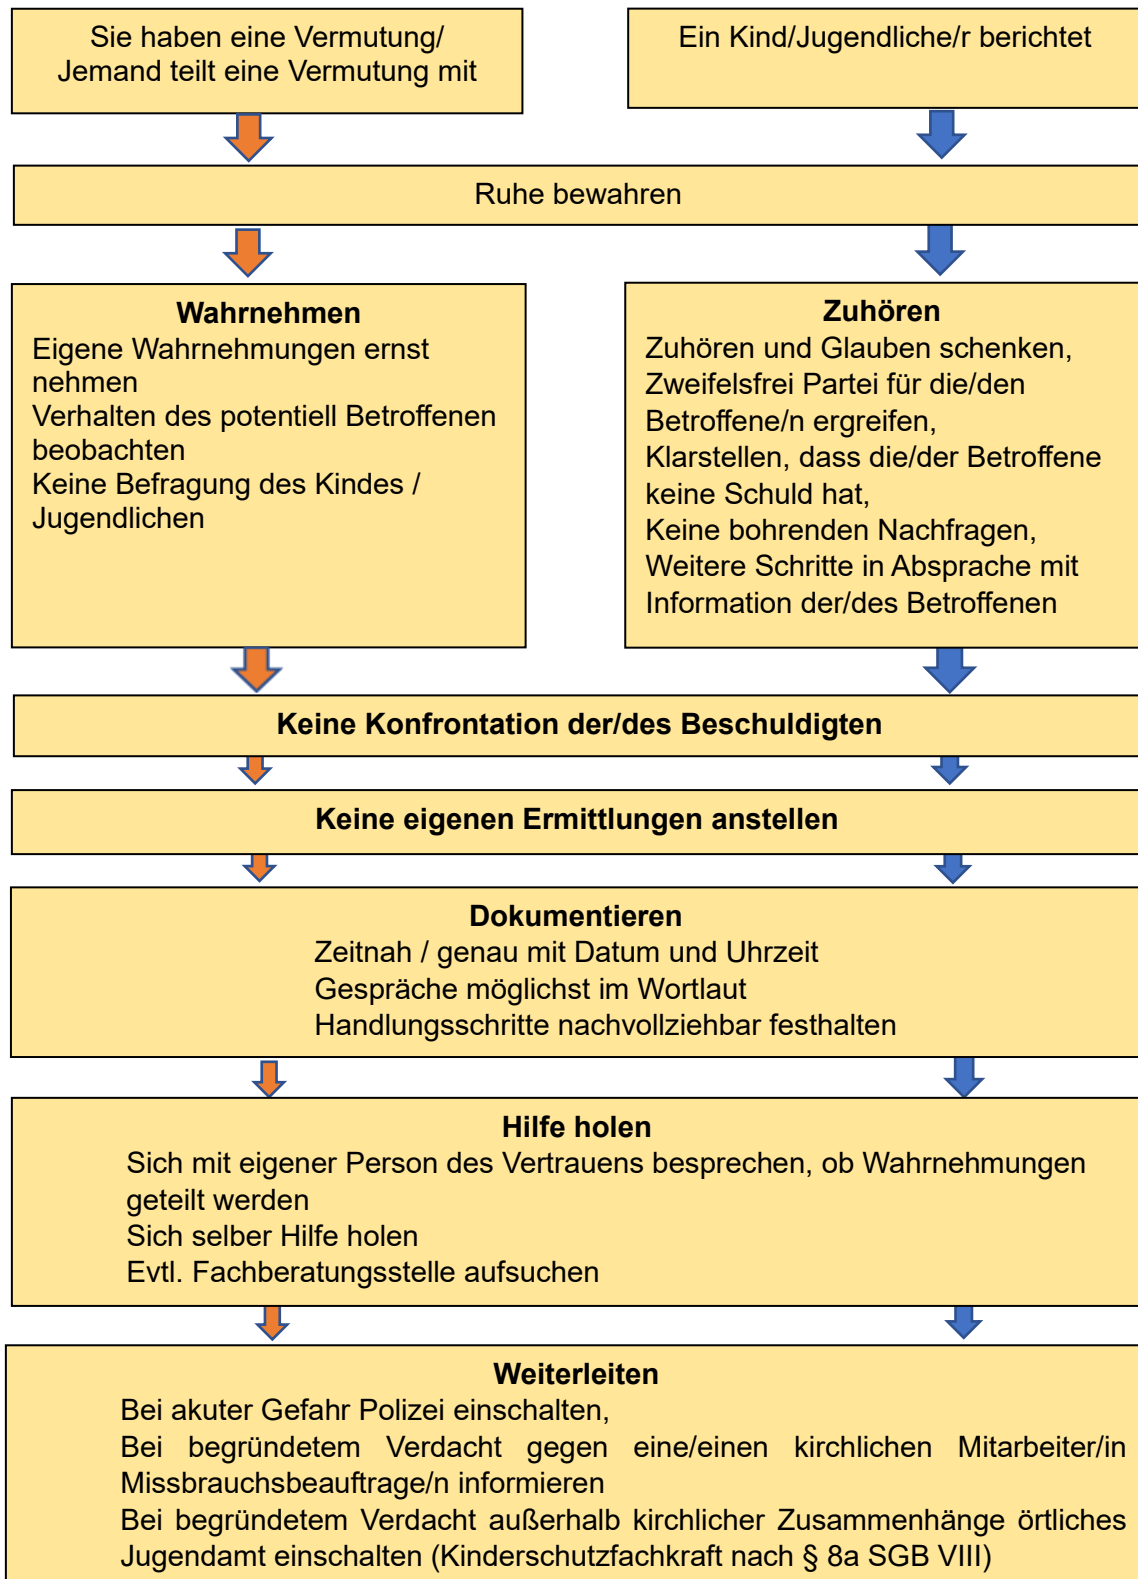 Sie haben eine Vermutung/
Jemand teilt eine Vermutung mit
Ein Kind/Jugendliche/r berichtet
Ruhe bewahren
Wahrnehmen
Eigene Wahrnehmungen ernst
nehmen
Verhalten des potentiell Betroffenen
beobachten
Keine Befragung des Kindes /
Jugendlichen
Zuhören
Zuhören und Glauben schenken,
Zweifelsfrei Partei für die/den
Betroffene/n ergreifen,
Klarstellen, dass die/der Betroffene
keine Schuld hat,
Keine bohrenden Nachfragen,
Weitere Schritte in Absprache mit
Information der/des Betroffenen
Keine Konfrontation der/des Beschuldigten
Keine eigenen Ermittlungen anstellen
Dokumentieren
Zeitnah / genau mit Datum und Uhrzeit
Gespräche möglichst im Wortlaut
Handlungsschritte nachvollziehbar festhalten
Hilfe holen
Sich mit eigener Person des Vertrauens besprechen, ob Wahrnehmungen
geteilt werden
Sich selber Hilfe holen
Evtl. Fachberatungsstelle aufsuchen
Weiterleiten
Bei akuter Gefahr Polizei einschalten,
Bei begründetem Verdacht gegen eine/einen kirchlichen Mitarbeiter/in
Missbrauchsbeauftrage/n informieren
Bei begründetem Verdacht außerhalb kirchlicher Zusammenhänge örtliches
Jugendamt einschalten (Kinderschutzfachkraft nach § 8a SGB VIII)